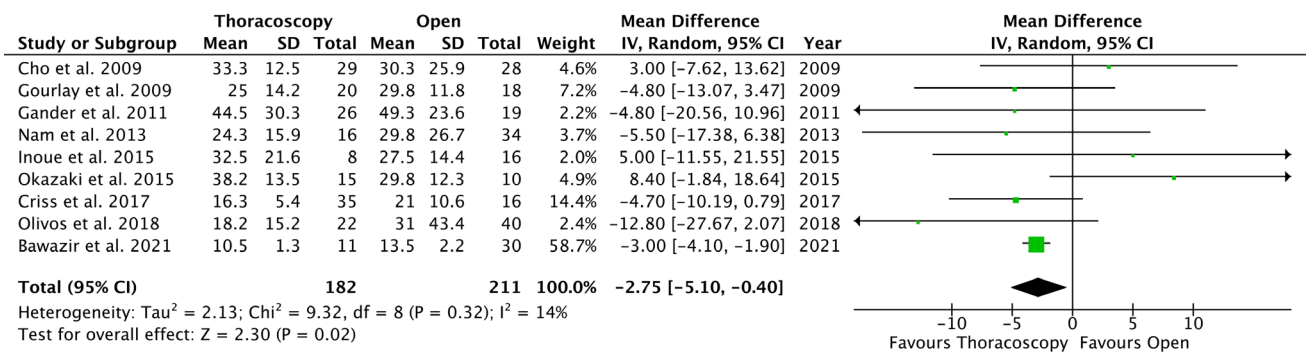 Thoracoscopy Open Mean Difference Mean Difference
Study or Subgroup Mean SD Total Mean SD Total Weight IV, Random, 95% CI Year IV, Random, 95% CI
Cho et al. 2009 33.3 12.5 29 30.3 25.9 28 4.6% 3.00 [−7.62, 13.62] 2009
Gourlay et al. 2009 25 14.2 20 29.8 11.8 18 7.2% −4.80 [−13.07, 3.47] 2009
Gander et al. 2011 44.5 30.3 26 49.3 23.6 19 2.2% −4.80 [−20.56, 10.96] 2011
Nam et al. 2013 24.3 15.9 16 29.8 26.7 34 3.7% −5.50 [−17.38, 6.38] 2013
Inoue et al. 2015 32.5 21.6 8 27.5 14.4 16 2.0% 5.00 [−11.55, 21.55] 2015
Okazaki et al. 2015 38.2 13.5 15 29.8 12.3 10 4.9% 8.40 [−1.84, 18.64] 2015
Criss et al. 2017 16.3 5.4 35 21 10.6 16 14.4% −4.70 [−10.19, 0.79] 2017
Olivos et al. 2018 18.2 15.2 22 31 43.4 40 2.4% −12.80 [−27.67, 2.07] 2018
Bawazir et al. 2021 10.5 1.3 11 13.5 2.2 30 58.7% −3.00 [−4.10, −1.90] 2021
Total (95% CI) 182 211 100.0% −2.75 [−5.10, −0.40]
Heterogeneity: Tau² = 2.13; Chi² = 9.32, df = 8 (P = 0.32); I² = 14%
Test for overall effect: Z = 2.30 (P = 0.02)
−10 −5 0 5 10
Favours Thoracoscopy Favours Open